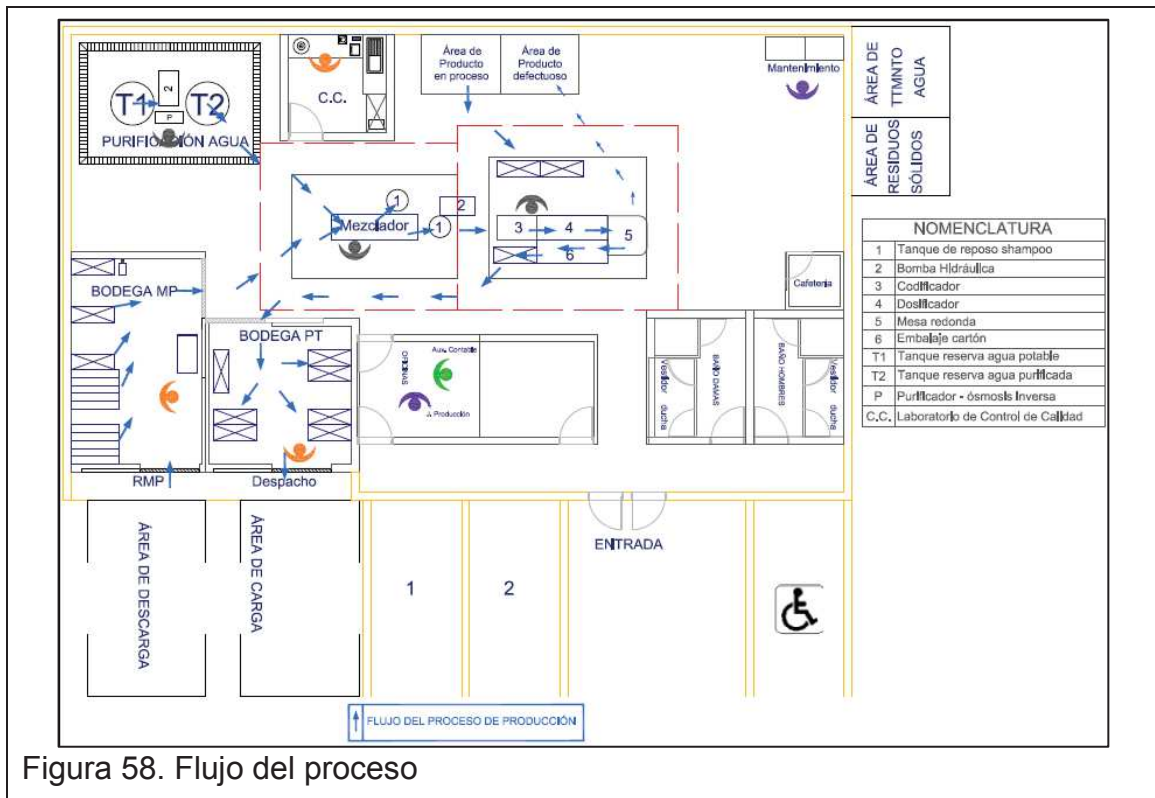 T1
2
T2
P
PURIFICACIÓN AGUA
C.C.
Área de
Producto
en proceso
Área de
Producto
defectuoso
Mantenimiento
ÁREA DE
TTMNTO
AGUA
ÁREA DE
RESIDUOS
SÓLIDOS
1
2
Mezclador
1
3
4
5
6
BODEGA MP
BODEGA PT
Cafeteria
OFICINAS
Aux. Contable
J. Producción
Vestidor ducha
BAÑO DAMAS
BAÑO HOMBRES
Vestidor ducha
RMP
Despacho
ÁREA DE DESCARGA
ÁREA DE CARGA
1
2
ENTRADA
NOMENCLATURA
1 Tanque de reposo shampoo
2 Bomba Hidráulica
3 Codificador
4 Dosificador
5 Mesa redonda
6 Embalaje cartón
T1 Tanque reserva agua potable
T2 Tanque reserva agua purificada
P Purificador - ósmosis Inversa
C.C. Laboratorio de Control de Calidad
FLUJO DEL PROCESO DE PRODUCCIÓN
Figura 58. Flujo del proceso